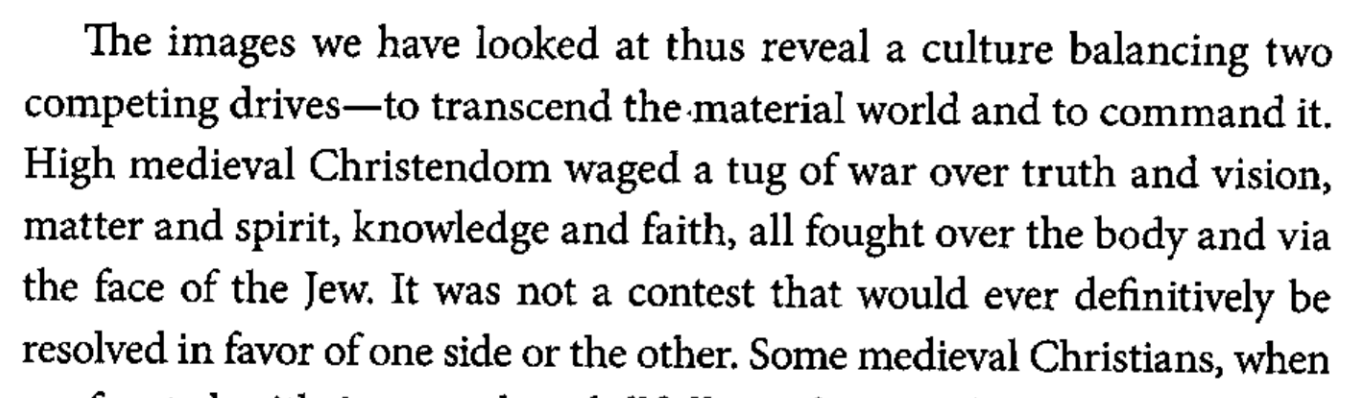 The images we have looked at thus reveal a culture balancing two
competing drives—to transcend the material world and to command it.
High medieval Christendom waged a tug of war over truth and vision,
matter and spirit, knowledge and faith, all fought over the body and via
the face of the Jew. It was not a contest that would ever definitively be
resolved in favor of one side or the other. Some medieval Christians, when